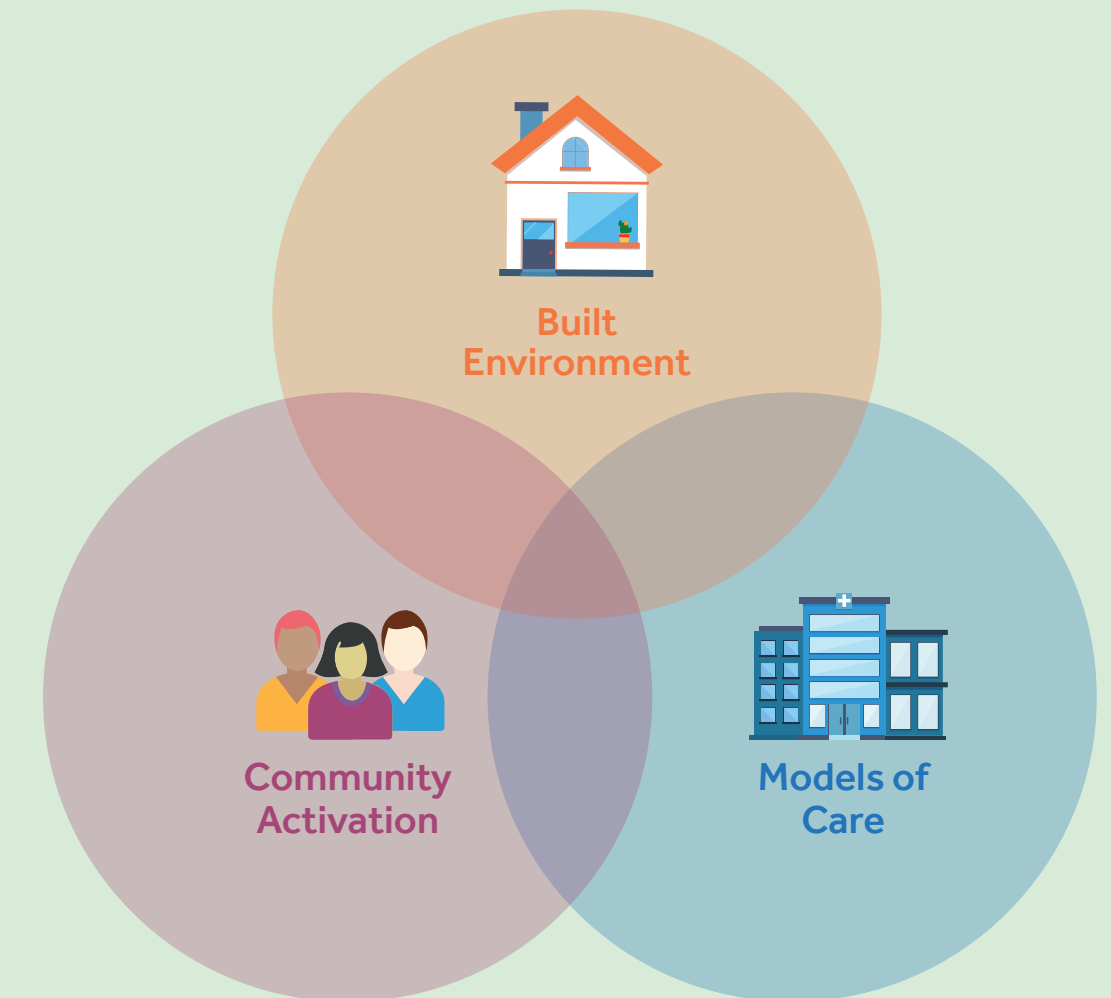 Built
Environment
Community
Activation
Models of
Care